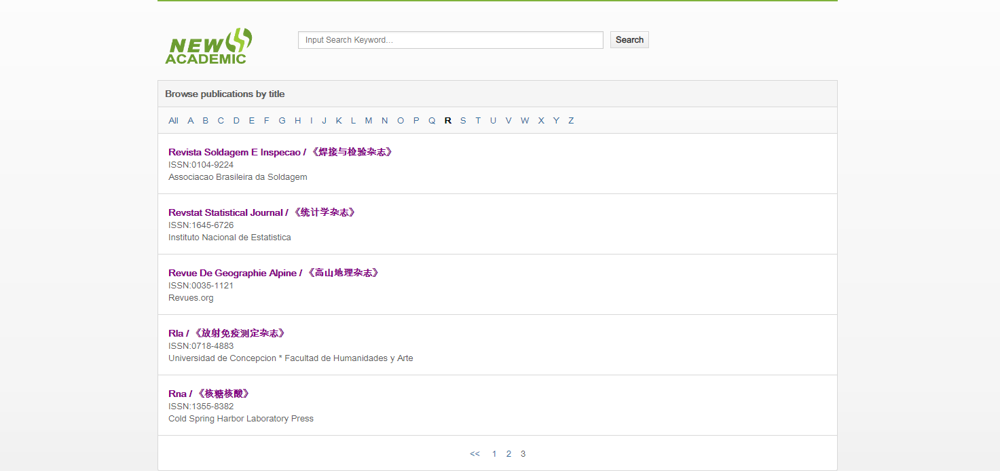 NEW
ACADEMIC
Input Search Keyword...
Search
Browse publications by title
All A B C D E F G H I J K L M N O P Q R S T U V W X Y Z
Revista Soldagem E Inspecao / 《焊接与检验杂志》
ISSN:0104-9224
Associacao Brasileira da Soldagem
Revstat Statistical Journal / 《统计学杂志》
ISSN:1645-6726
Instituto Nacional de Estatistica
Revue De Geographie Alpine / 《高山地理杂志》
ISSN:0035-1121
Revues.org
Rla / 《放射免疫测定杂志》
ISSN:0718-4883
Universidad de Concepcion * Facultad de Humanidades y Arte
Rna / 《核糖核酸》
ISSN:1355-8382
Cold Spring Harbor Laboratory Press
<< 1 2 3